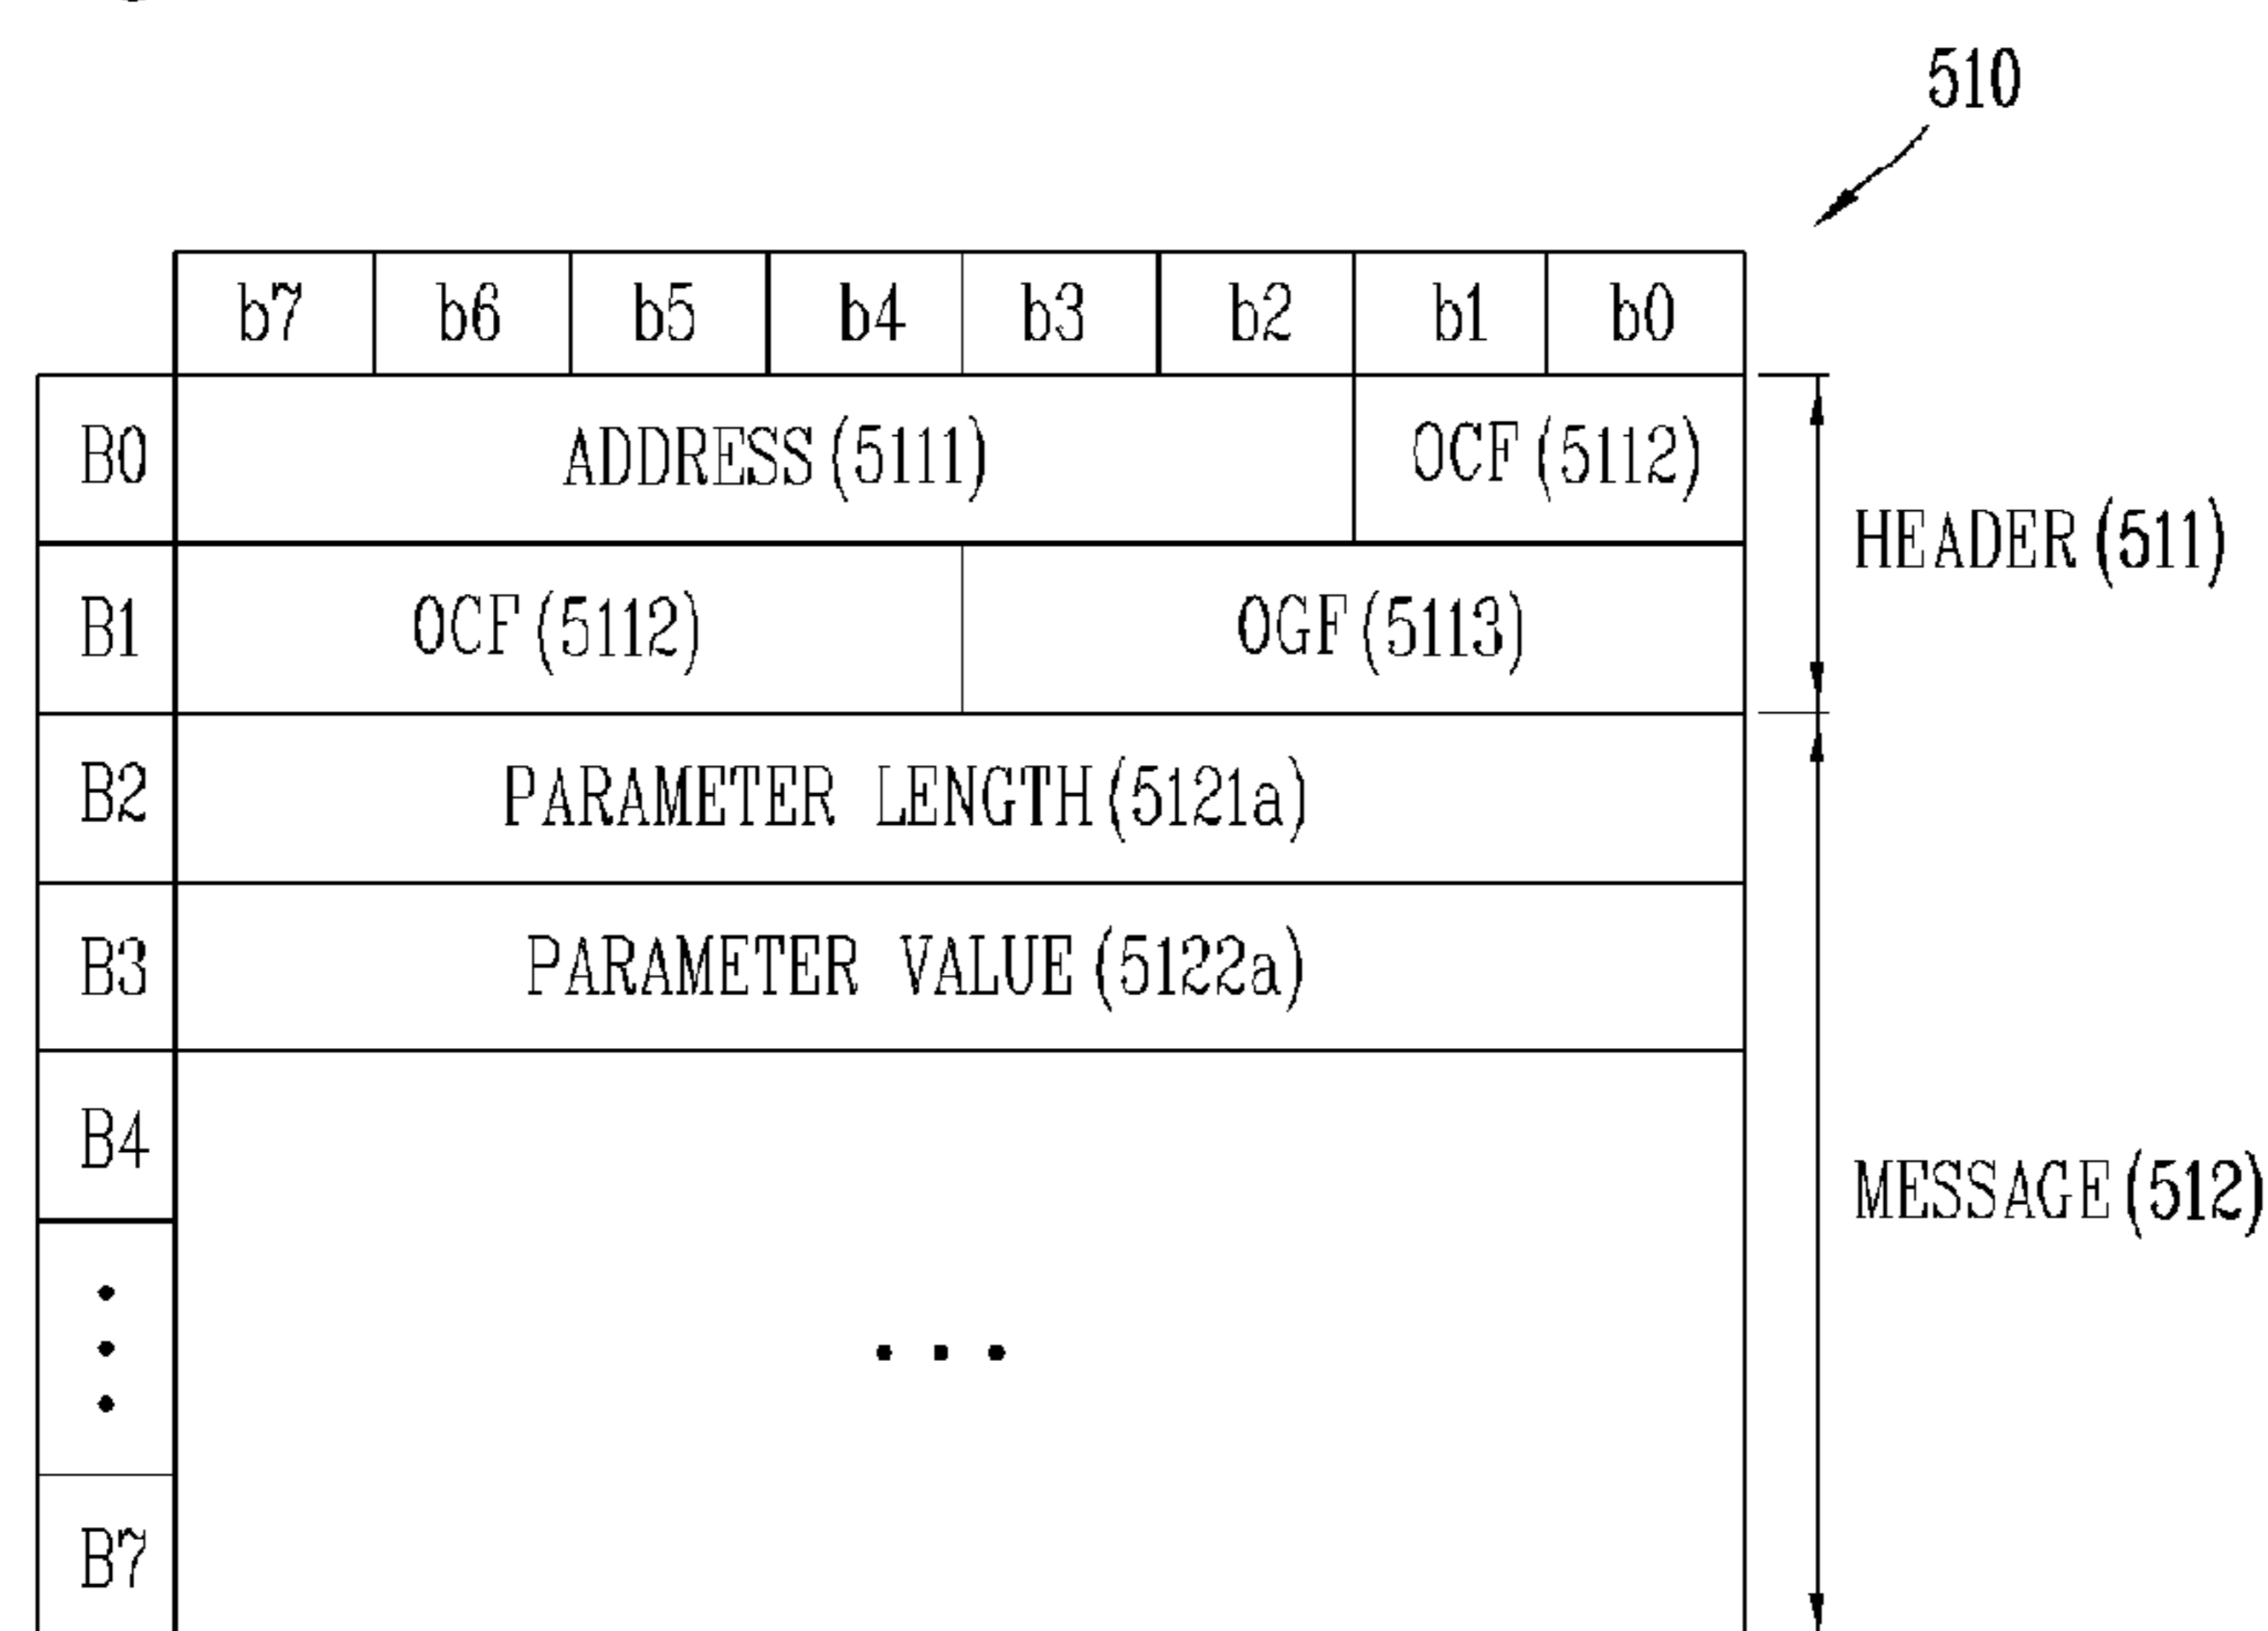 510
b7 b6 b5 b4 b3 b2 b1 b0
B0 ADDRESS(5111) OCF(5112)
HEADER(511)
B1 OCF(5112) OGF(5113)
B2 PARAMETER LENGTH(5121a)
B3 PARAMETER VALUE(5122a)
B4
MESSAGE(512)
...
B7